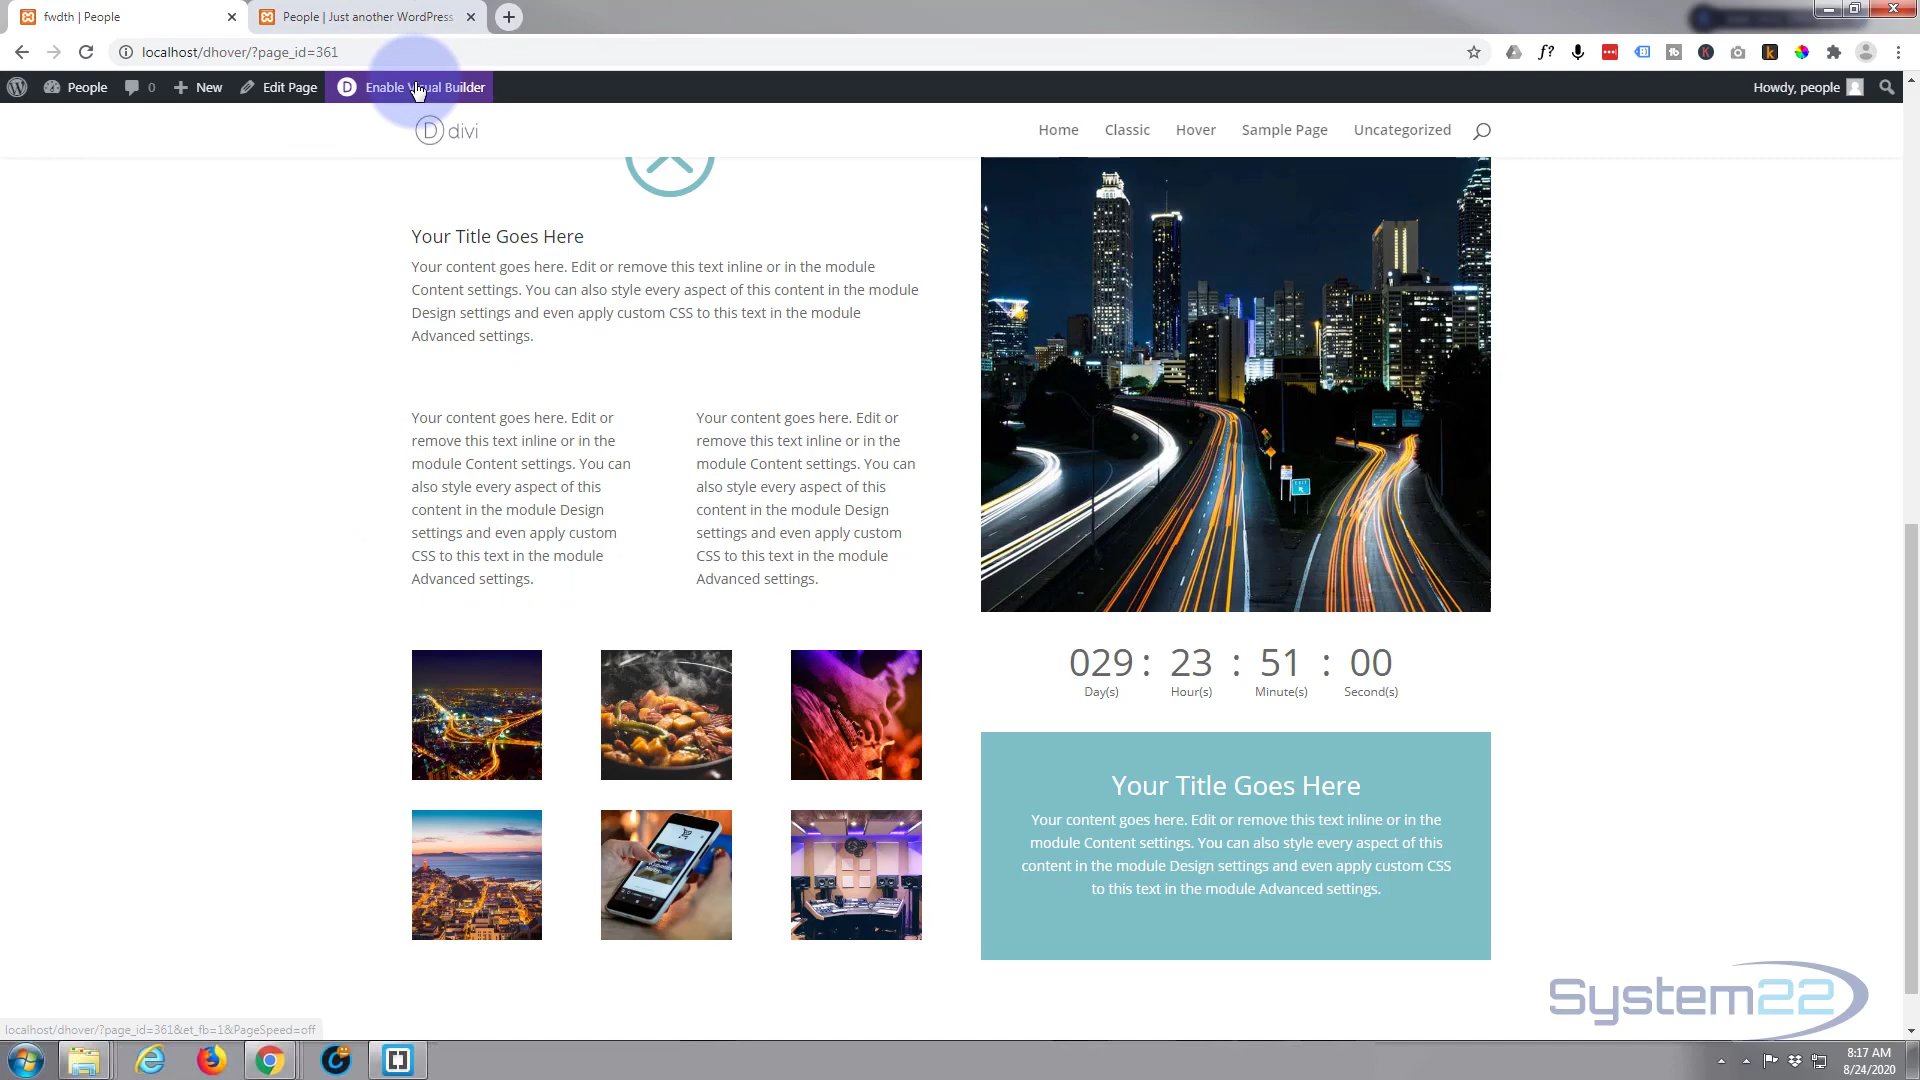 fwdth | People
People | Just another WordPress
localhost/dhover/?page_id=361
People
0
New
Edit Page
D
Enable Visual Builder
Howdy, people
D divi
Home
Classic
Hover
Sample Page
Uncategorized
Your Title Goes Here
Your content goes here. Edit or remove this text inline or in the module
Content settings. You can also style every aspect of this content in the module
Design settings and even apply custom CSS to this text in the module
Advanced settings.
Your content goes here. Edit or
remove this text inline or in the
module Content settings. You can
also style every aspect of this
content in the module Design
settings and even apply custom
CSS to this text in the module
Advanced settings.
Your content goes here. Edit or
remove this text inline or in the
module Content settings. You can
also style every aspect of this
content in the module Design
settings and even apply custom
CSS to this text in the module
Advanced settings.
EXIT
029 : 23 : 51 : 00
Day(s) Hour(s) Minute(s) Second(s)
Your Title Goes Here
Your content goes here. Edit or remove this text inline or in the
module Content settings. You can also style every aspect of this
content in the module Design settings and even apply custom CSS
to this text in the module Advanced settings.
System22
localhost/dhover/?page_id=361&et_fb=1&PageSpeed=off
8:17 AM
8/24/2020